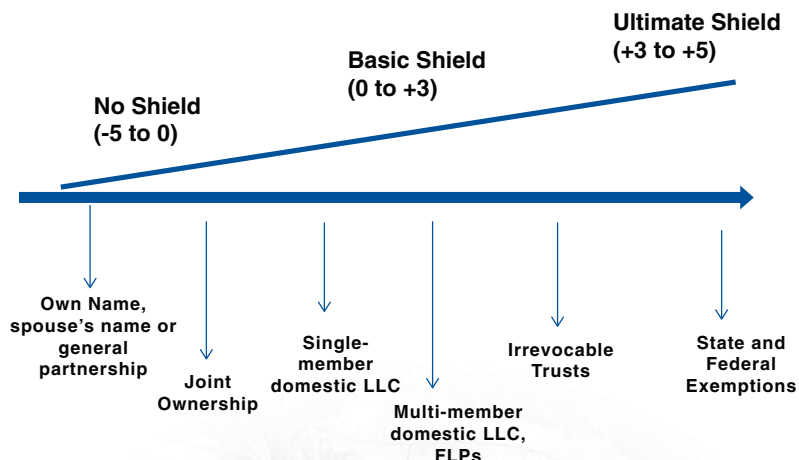 Ultimate Shield
(+3 to +5)
Basic Shield
(0 to +3)
No Shield
(-5 to 0)
Own Name,
spouse's name or
general
partnership
Joint
Ownership
Single-
member
domestic LLC
Multi-member
domestic LLC,
FLPs
Irrevocable
Trusts
State and
Federal
Exemptions